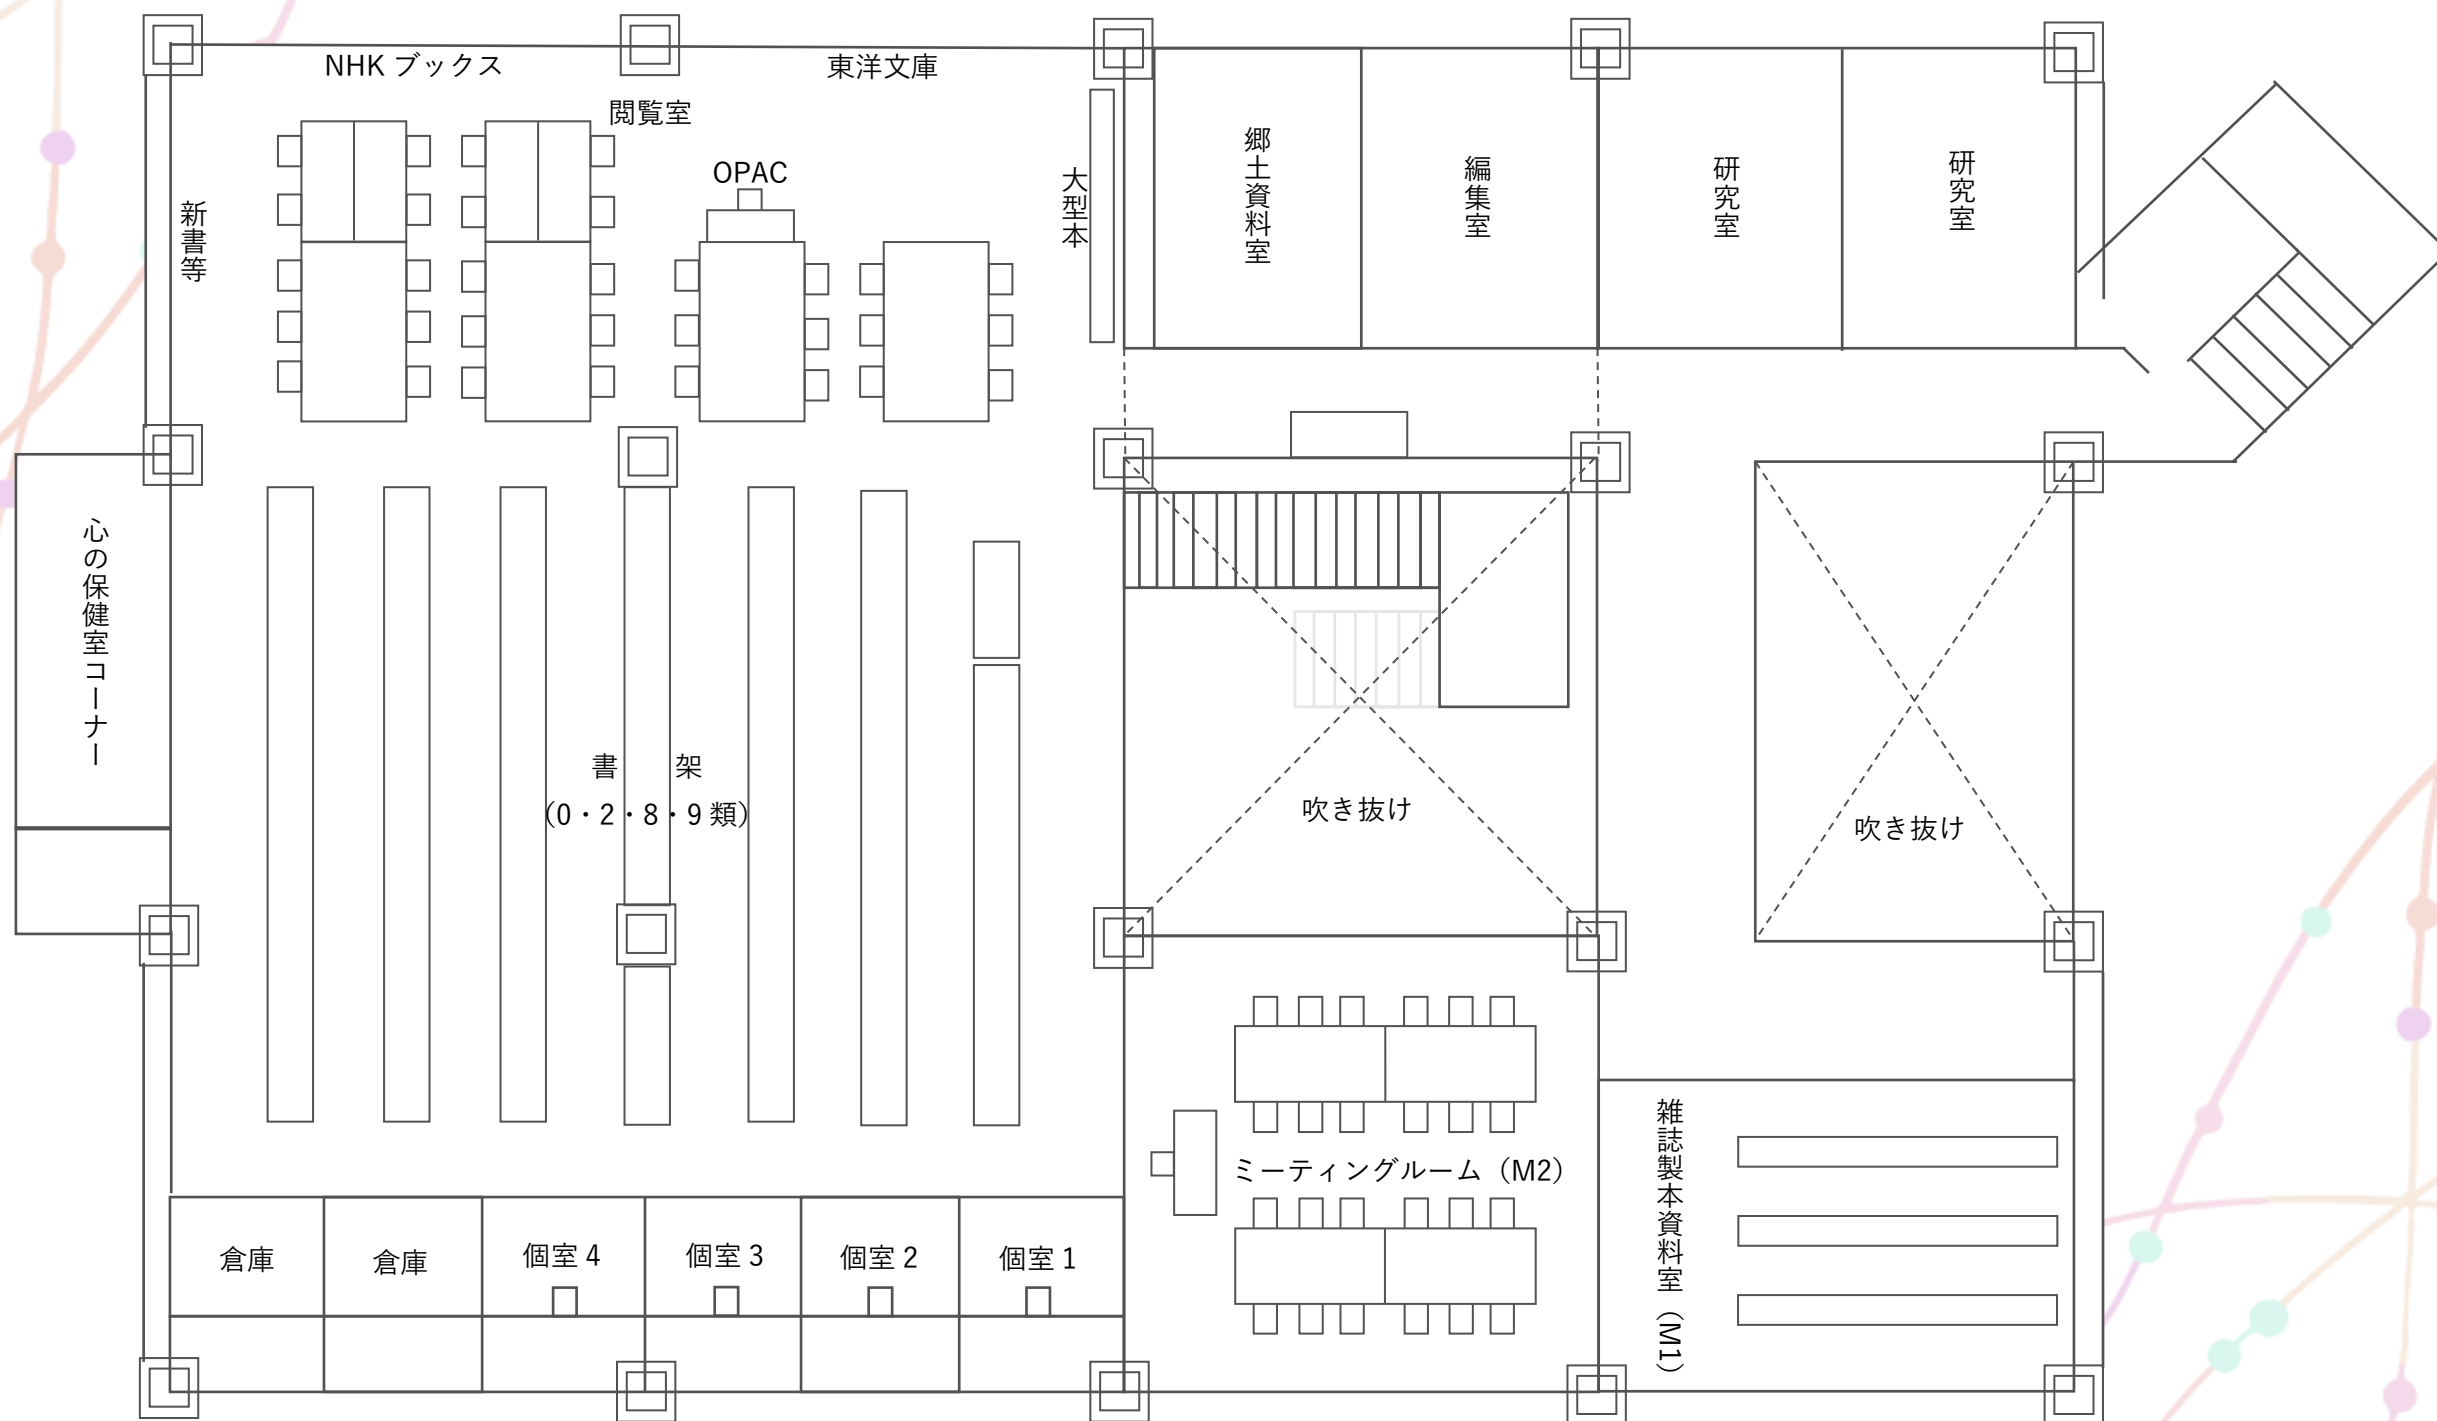 NHK ブックス
東洋文庫
閲覧室
OPAC
新書等
大型本
郷土資料室
編集室
研究室
研究室
心の保健室コーナー
書　架
（0・2・8・9 類）
吹き抜け
吹き抜け
ミーティングルーム（M2）
雑誌製本資料室（M1）
倉庫
倉庫
個室 4
個室 3
個室 2
個室 1